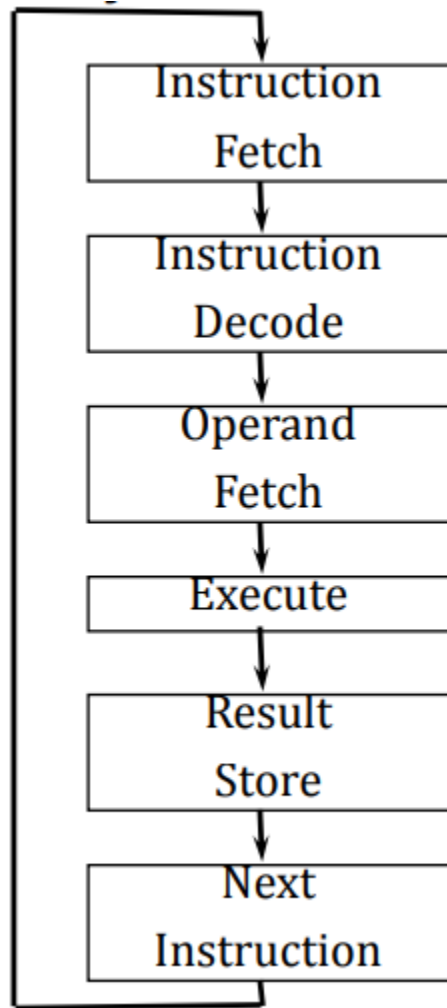 Instruction
Fetch
Instruction
Decode
Operand
Fetch
Execute
Result
Store
Next
Instruction